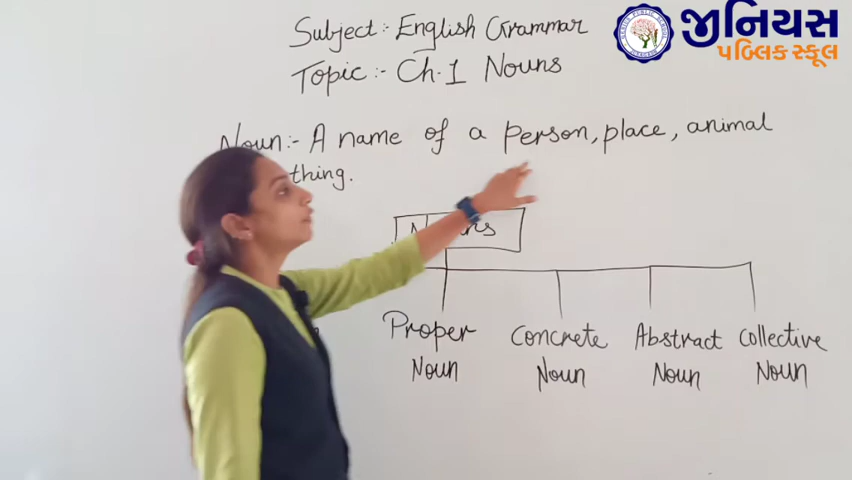 Subject:- English Grammar
Topic:- Ch.1 Nouns
Noun:- A name of a person, place, animal
thing.
Proper Noun
Concrete Noun
Abstract Noun
Collective Noun
જીનિયસ
પબ્લિક સ્કૂલ